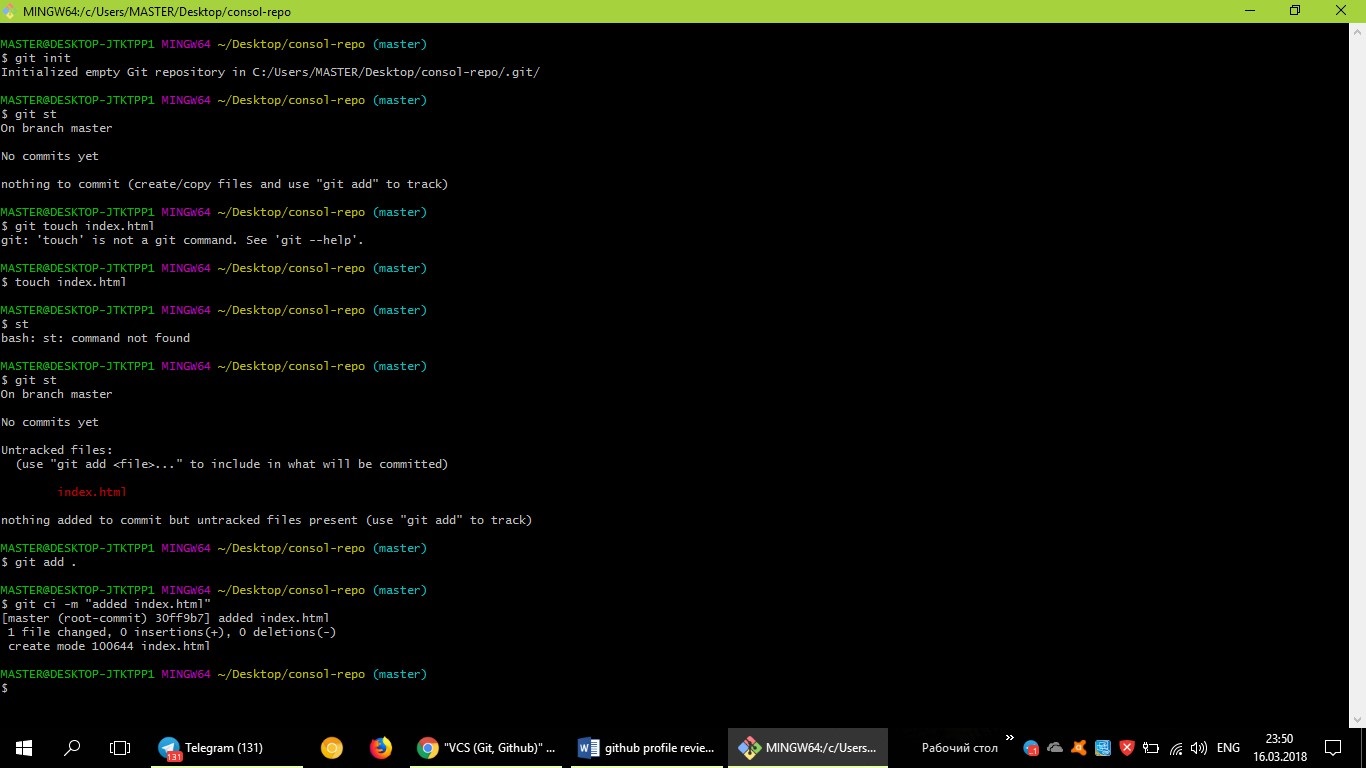 MINGW64:/c/Users/MASTER/Desktop/consol-repo
MASTER@DESKTOP-JTKTPP1 MINGW64 ~/Desktop/consol-repo (master)
$ git init
Initialized empty Git repository in C:/Users/MASTER/Desktop/consol-repo/.git/
MASTER@DESKTOP-JTKTPP1 MINGW64 ~/Desktop/consol-repo (master)
$ git st
On branch master
No commits yet
nothing to commit (create/copy files and use "git add" to track)
MASTER@DESKTOP-JTKTPP1 MINGW64 ~/Desktop/consol-repo (master)
$ git touch index.html
git: 'touch' is not a git command. See 'git --help'.
MASTER@DESKTOP-JTKTPP1 MINGW64 ~/Desktop/consol-repo (master)
$ touch index.html
MASTER@DESKTOP-JTKTPP1 MINGW64 ~/Desktop/consol-repo (master)
$ st
bash: st: command not found
MASTER@DESKTOP-JTKTPP1 MINGW64 ~/Desktop/consol-repo (master)
$ git st
On branch master
No commits yet
Untracked files:
  (use "git add <file>..." to include in what will be committed)
        index.html
nothing added to commit but untracked files present (use "git add" to track)
MASTER@DESKTOP-JTKTPP1 MINGW64 ~/Desktop/consol-repo (master)
$ git add .
MASTER@DESKTOP-JTKTPP1 MINGW64 ~/Desktop/consol-repo (master)
$ git ci -m "added index.html"
[master (root-commit) 30ff9b7] added index.html
 1 file changed, 0 insertions(+), 0 deletions(-)
 create mode 100644 index.html
MASTER@DESKTOP-JTKTPP1 MINGW64 ~/Desktop/consol-repo (master)
$
131 Telegram (131) "VCS (Git, Github)" ... github profile revie... MINGW64:/c/Users... Рабочий стол » ENG 23:50
16.03.2018